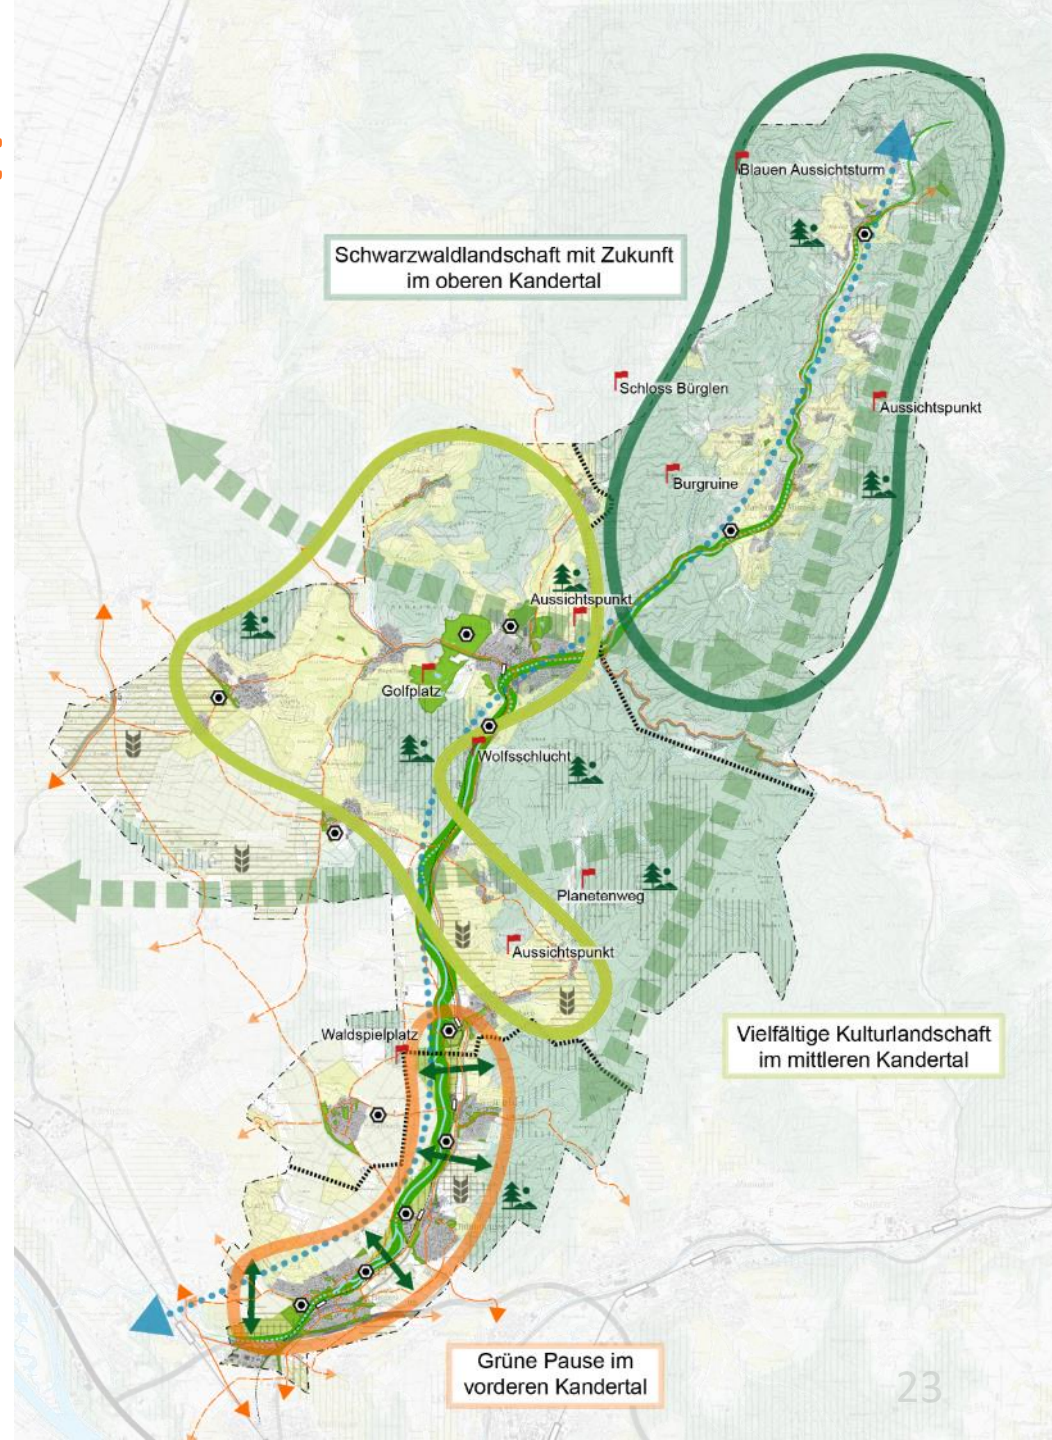 Blauen Aussichtsturm
Schwarzwaldlandschaft mit Zukunft
im oberen Kandertal
Schloss Bürglen
Aussichtspunkt
Burgruine
Aussichtspunkt
Golfplatz
Wolfsschlucht
Planetenweg
Aussichtspunkt
Waldspielplatz
Vielfältige Kulturlandschaft
im mittleren Kandertal
Grüne Pause im
vorderen Kandertal
23